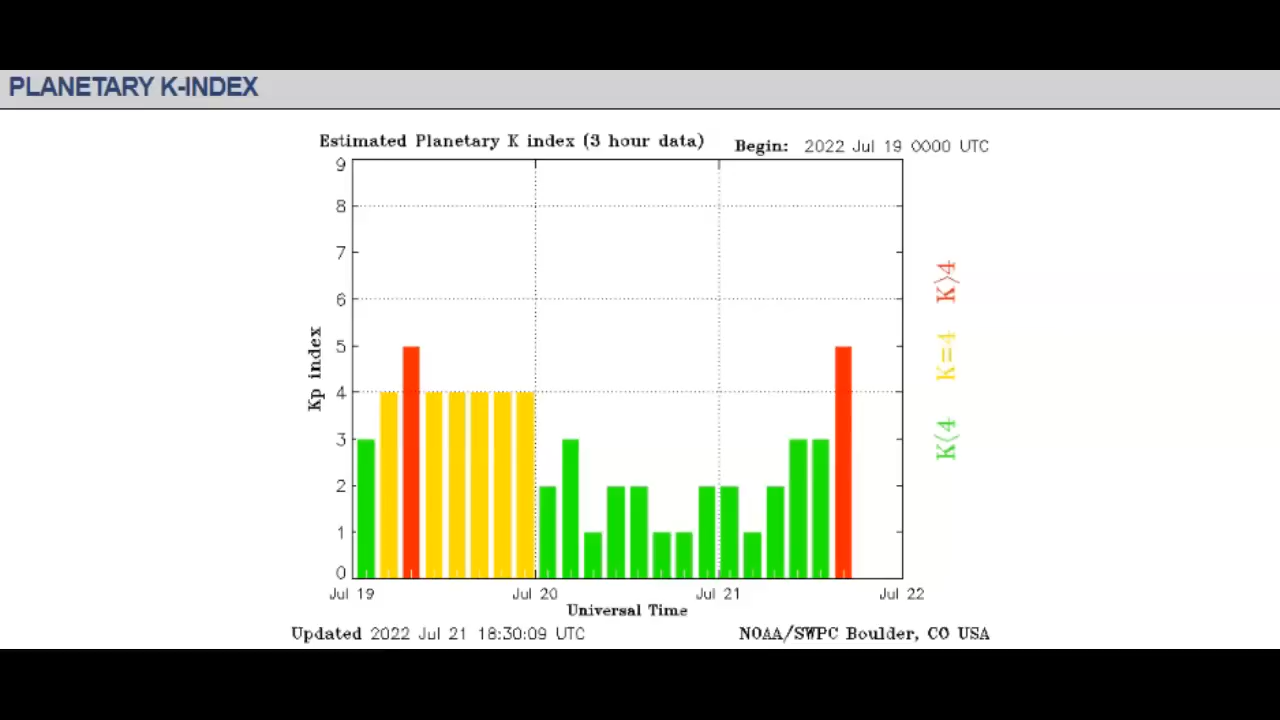 PLANETARY K-INDEX
Estimated Planetary K index (3 hour data)
Begin: 2022 Jul 19 0000 UTC
9
8
7
6
5
4
3
2
1
0
Kp index
K>4
K=4
K<4
Jul 19
Jul 20
Jul 21
Jul 22
Universal Time
Updated 2022 Jul 21 18:30:09 UTC
NOAA/SWPC Boulder, CO USA